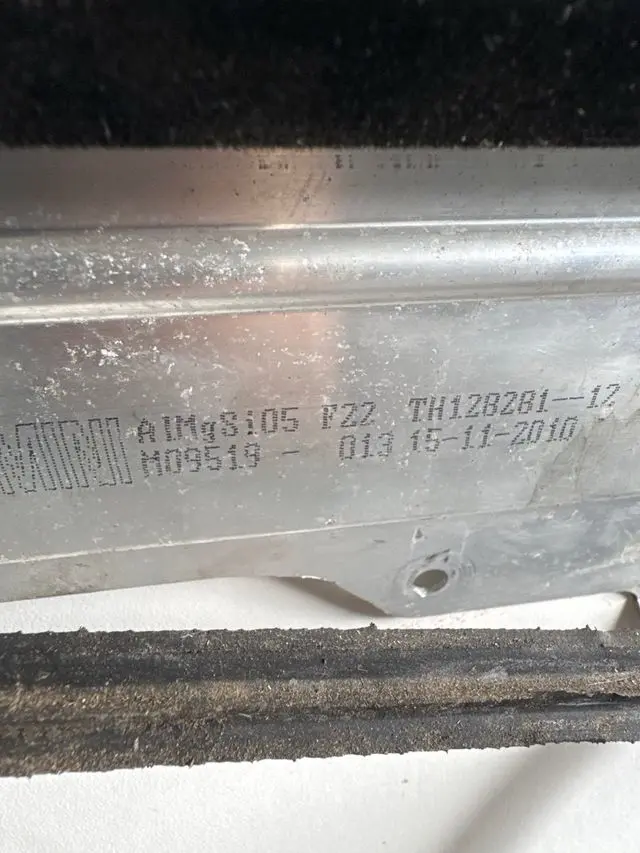 AlMgSi05 F22 TH128281--12
M09519 - 013 15-11-2010